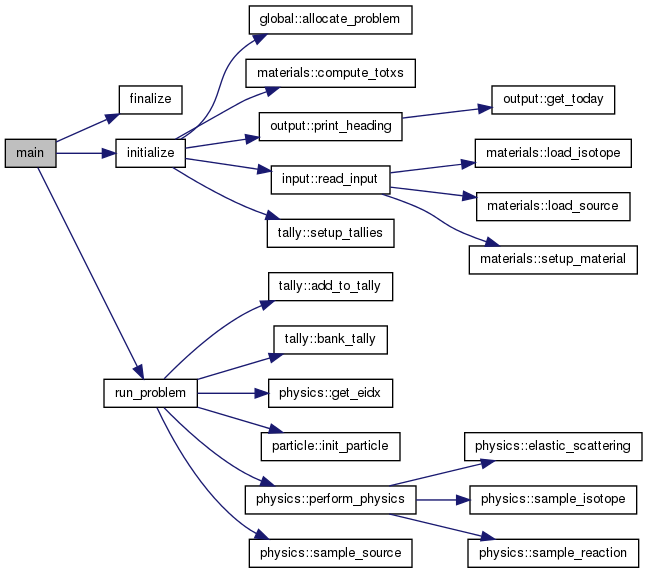 global::allocate_problem
materials::compute_totxs
finalize
output::get_today
output::print_heading
main
initialize
materials::load_isotope
input::read_input
materials::load_source
tally::setup_tallies
materials::setup_material
tally::add_to_tally
tally::bank_tally
run_problem
physics::get_eidx
particle::init_particle
physics::elastic_scattering
physics::perform_physics
physics::sample_isotope
physics::sample_source
physics::sample_reaction